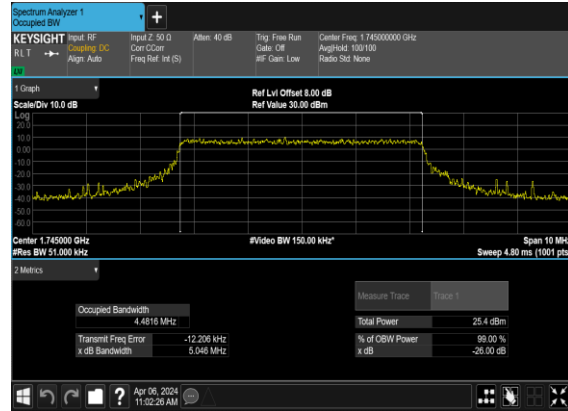 Spectrum Analyzer 1
Occupied BW
+
KEYSIGHT Input: RF Input Z: 50 Ω Atten: 40 dB Trig: Free Run Center Freq: 1.745000000 GHz
RLT Coupling: DC Corr CCorr Gate: Off Avg|Hold: 100/100
Align: Auto Freq Ref: Int (S) #IF Gain: Low Radio Std: None
1 Graph
Ref Lvl Offset 8.00 dB
Scale/Div 10.0 dB Ref Value 30.00 dBm
Log
20.0
10.0
0.00
-10.0
-20.0
-30.0
-40.0
-50.0
-60.0
Center 1.745000 GHz #Video BW 150.00 kHz* Span 10 MHz
#Res BW 51.000 kHz Sweep 4.80 ms (1001 pts
2 Metrics
Measure Trace Trace 1
Occupied Bandwidth
4.4816 MHz
Total Power 25.4 dBm
Transmit Freq Error -12.206 kHz % of OBW Power 99.00 %
x dB Bandwidth 5.046 MHz x dB -26.00 dB
? Apr 06, 2024
11:02:26 AM